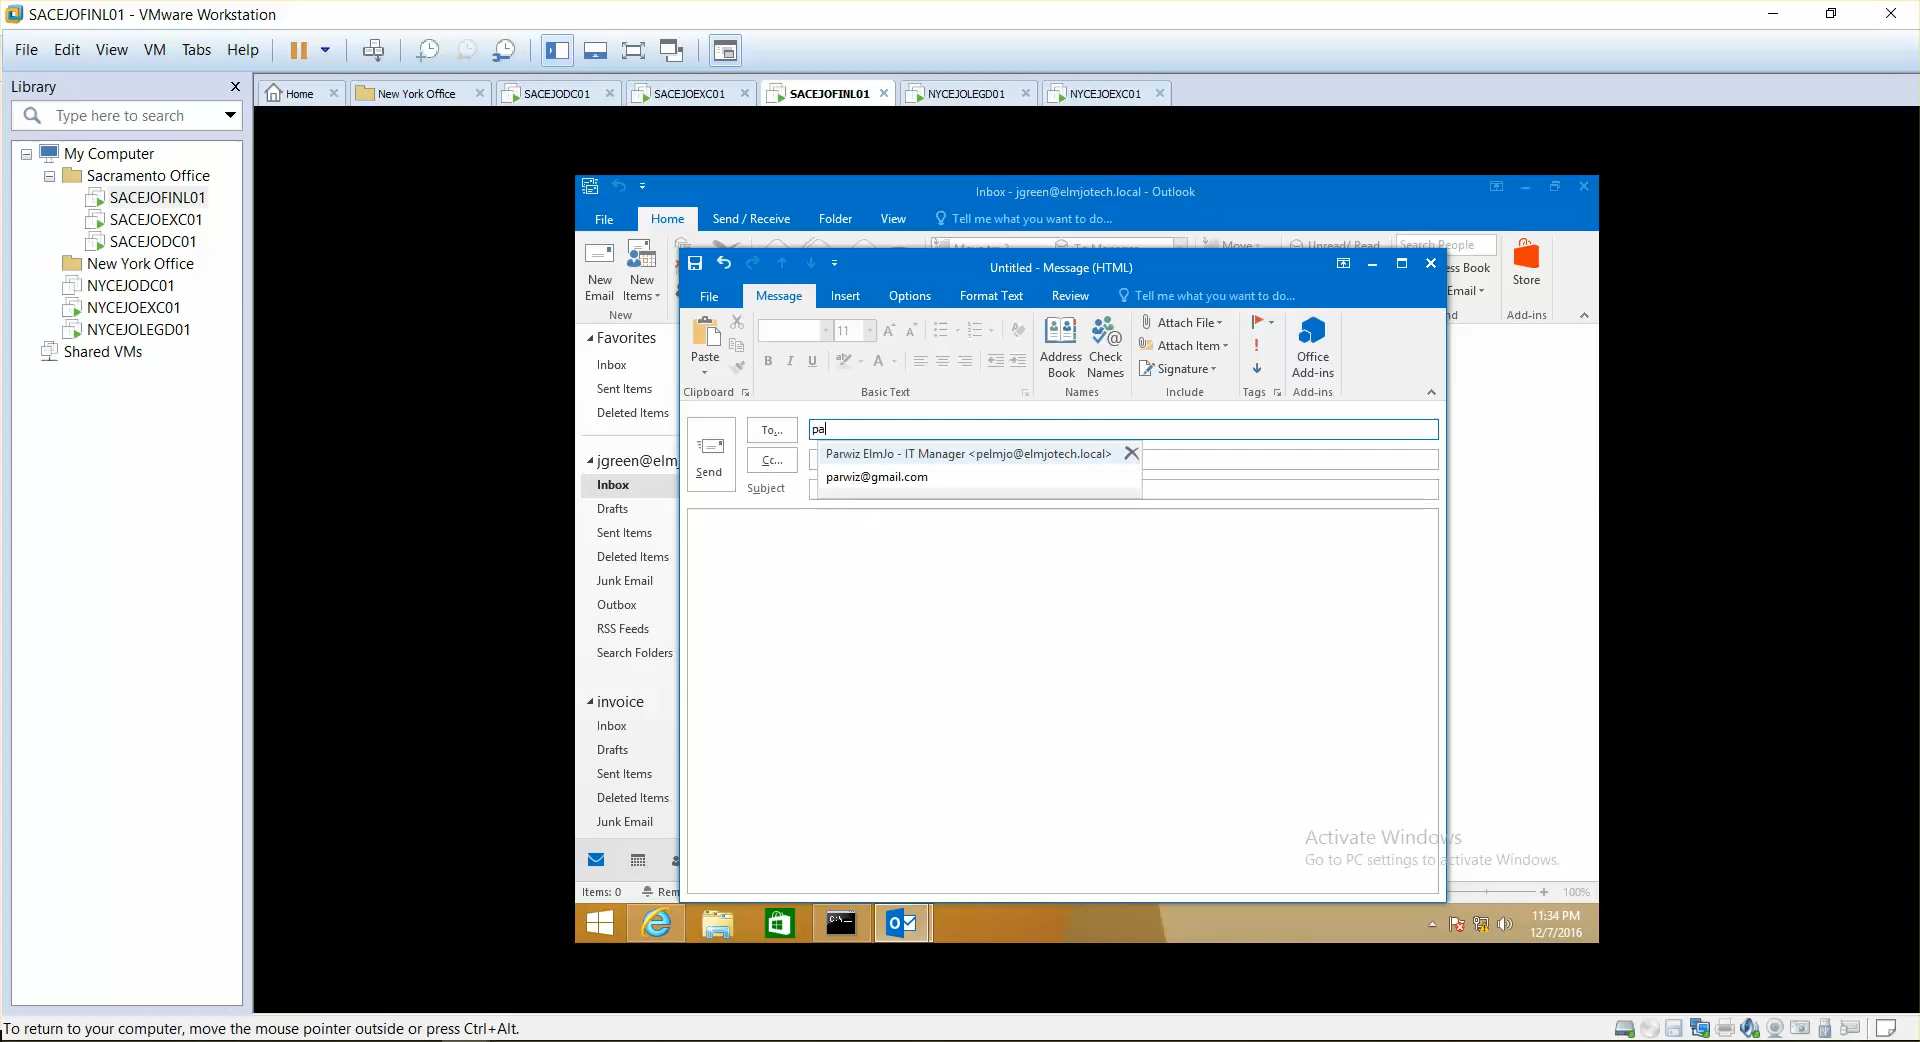 SACEJOFINL01 - VMware Workstation
File Edit View VM Tabs Help
Library
Type here to search
My Computer
Sacramento Office
SACEJOFINL01
SACEJOEXC01
SACEJODC01
New York Office
NYCEJODC01
NYCEJOEXC01
NYCEJOLEGD01
Shared VMs
Home New York Office SACEJODC01 SACEJOEXC01 SACEJOFINL01 NYCEJOLEGD01 NYCEJOEXC01
Inbox - jgreen@elmjotech.local - Outlook
File Home Send / Receive Folder View Tell me what you want to do...
New Email
New Items
New
Search People
ess Book
Email
Store
Add-ins
Favorites
Inbox
Sent Items
Deleted Items
jgreen@elm
Inbox
Drafts
Sent Items
Deleted Items
Junk Email
Outbox
RSS Feeds
Search Folders
invoice
Inbox
Drafts
Sent Items
Deleted Items
Junk Email
Items: 0 Rem
Untitled - Message (HTML)
File Message Insert Options Format Text Review Tell me what you want to do...
Paste
Clipboard
11
B I U
Basic Text
Address Book
Check Names
Names
Attach File
Attach Item
Signature
Include
Tags
Office Add-ins
Add-ins
Send
To...
pa
Cc...
Subject
Parwiz ElmJo - IT Manager <pelmjo@elmjotech.local>
parwiz@gmail.com
Activate Windows
Go to PC settings to activate Windows.
100%
11:34 PM
12/7/2016
To return to your computer, move the mouse pointer outside or press Ctrl+Alt.